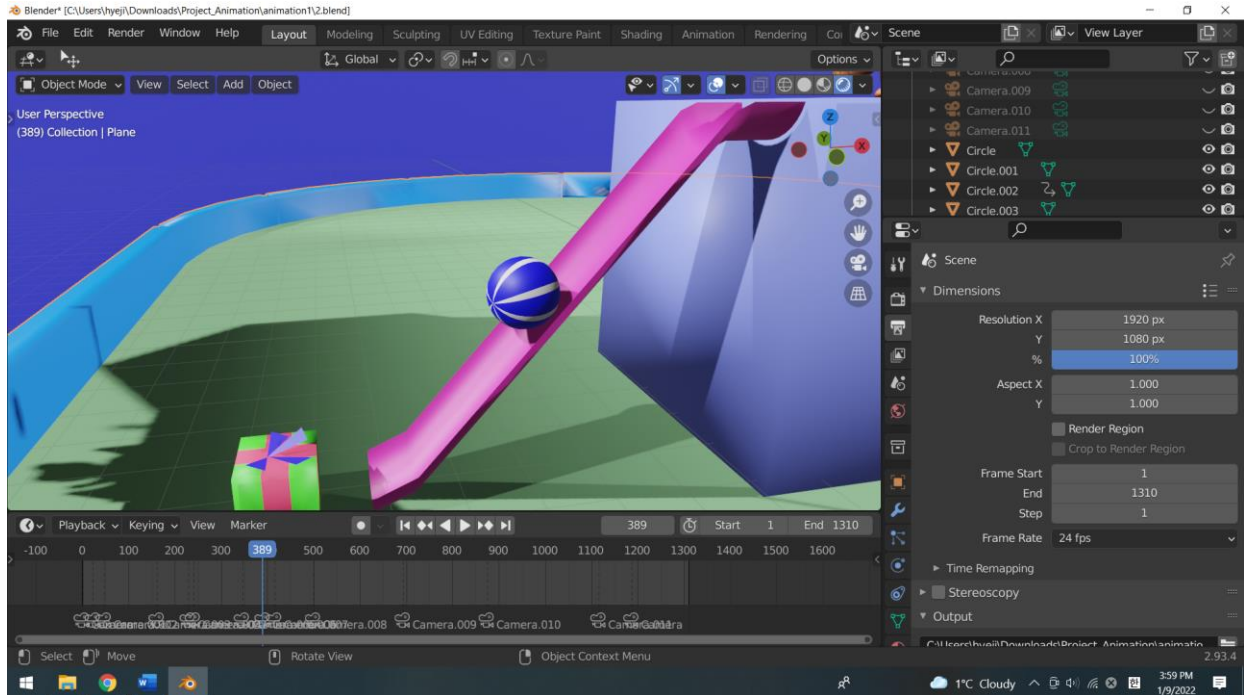 Blender* [C:\Users\hyeji\Downloads\Project_Animation\animation1\2.blend]
File Edit Render Window Help Layout Modeling Sculpting UV Editing Texture Paint Shading Animation Rendering Scene View Layer
Global Options
Object Mode View Select Add Object
User Perspective
(389) Collection | Plane
Z
Y
X
Camera.009
Camera.010
Camera.011
Circle
Circle.001
Circle.002
Circle.003
Scene
Dimensions
Resolution X 1920 px
Y 1080 px
% 100%
Aspect X 1.000
Y 1.000
Render Region
Crop to Render Region
Frame Start 1
End 1310
Step 1
Frame Rate 24 fps
Time Remapping
Stereoscopy
Output
Playback Keying View Marker 389 Start 1 End 1310
-100 0 100 200 300 389 500 600 700 800 900 1000 1100 1200 1300 1400 1500 1600
Camera.009 Camera.010
Select Move Rotate View Object Context Menu 2.93.4
1°C Cloudy 한 3:59 PM
1/9/2022